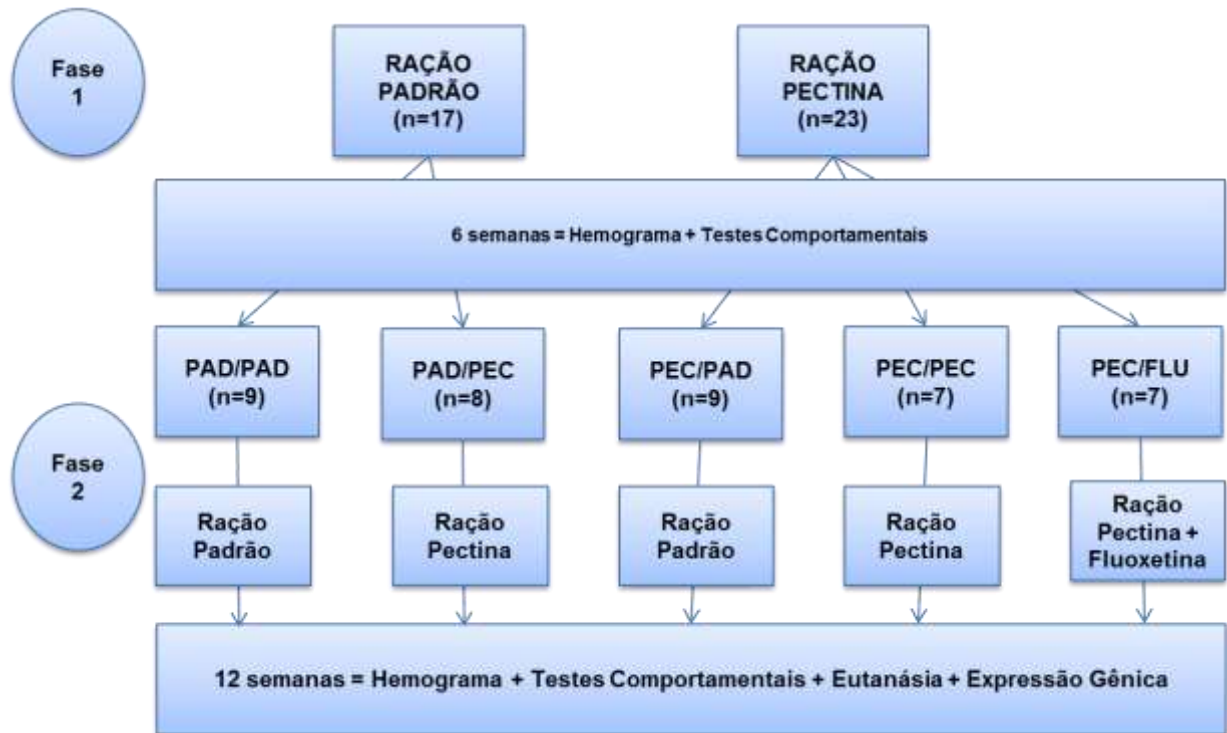 Fase
1
RAÇÃO
PADRÃO
(n=17)
RAÇÃO
PECTINA
(n=23)
6 semanas = Hemograma + Testes Comportamentais
PAD/PAD
(n=9)
PAD/PEC
(n=8)
PEC/PAD
(n=9)
PEC/PEC
(n=7)
PEC/FLU
(n=7)
Fase
2
Ração
Padrão
Ração
Pectina
Ração
Padrão
Ração
Pectina
Ração
Pectina +
Fluoxetina
12 semanas = Hemograma + Testes Comportamentais + Eutanásia + Expressão Gênica